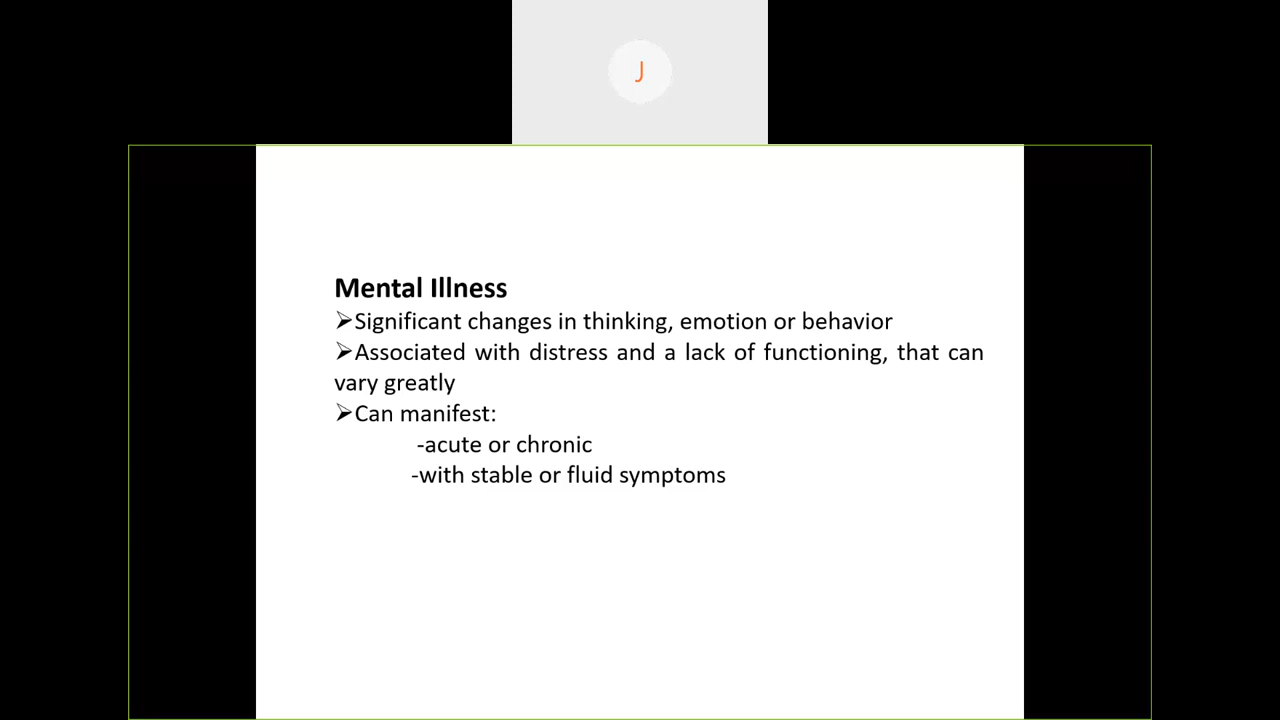 J
Mental Illness
➢Significant changes in thinking, emotion or behavior
➢Associated with distress and a lack of functioning, that can
vary greatly
➢Can manifest:
-acute or chronic
-with stable or fluid symptoms